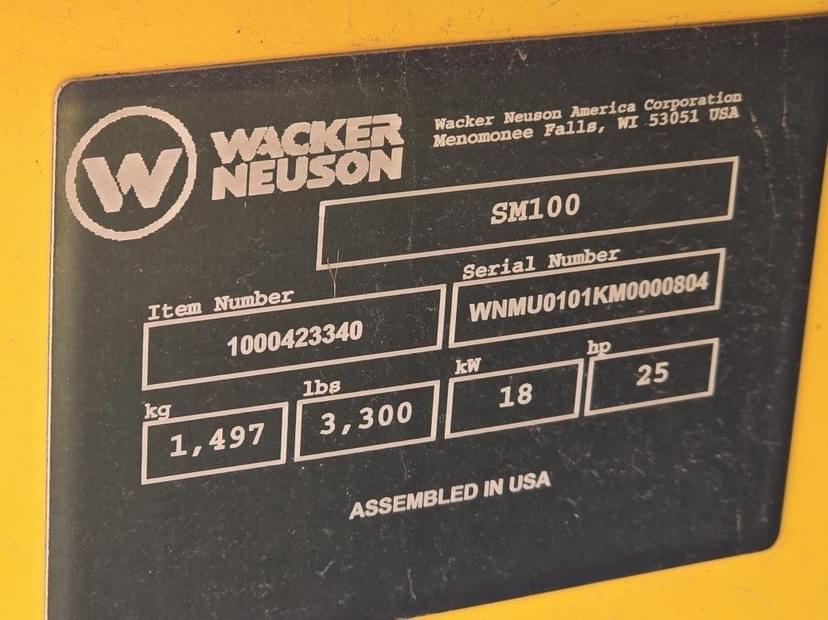 W
WACKER
NEUSON
Wacker Neuson America Corporation
Menomonee Falls, WI 53051 USA
SM100
Item Number
1000423340
Serial Number
WNMU0101KM0000804
kg
1,497
lbs
3,300
kW
18
hp
25
ASSEMBLED IN USA